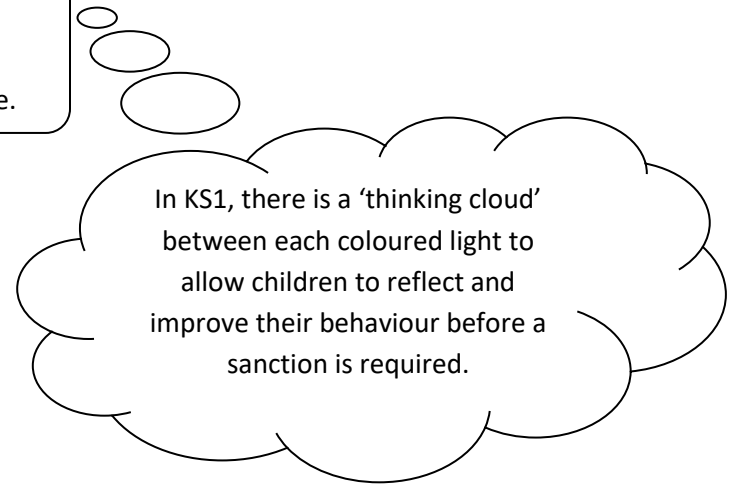 e.
In KS1, there is a ‘thinking cloud’
between each coloured light to
allow children to reflect and
improve their behaviour before a
sanction is required.